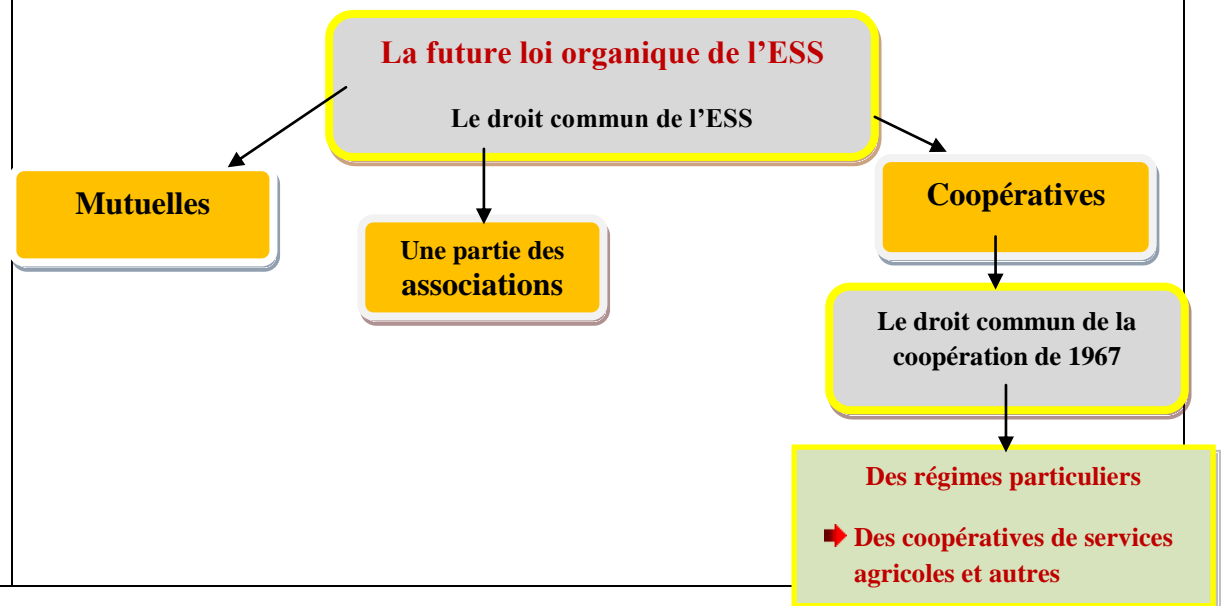 La future loi organique de l’ESS
Le droit commun de l’ESS
Mutuelles
Une partie des
associations
Coopératives
Le droit commun de la
coopération de 1967
Des régimes particuliers
Des coopératives de services
agricoles et autres